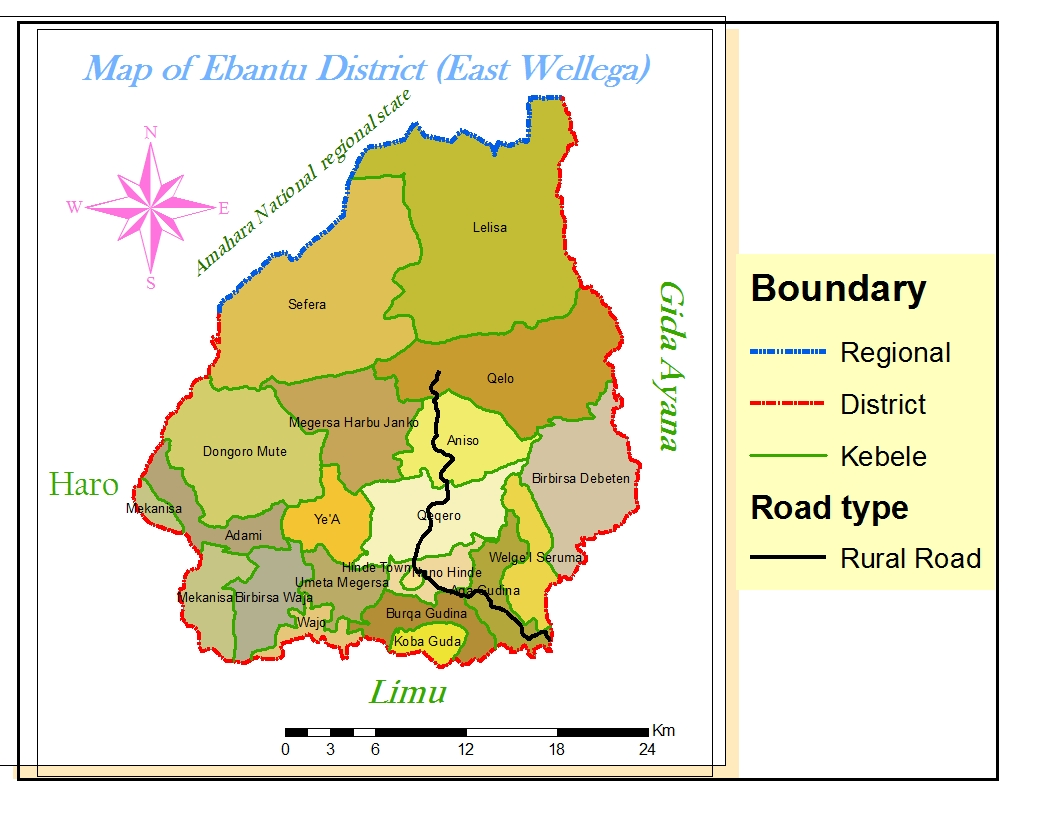 Map of Ebantu District (East Wellega)
Amahara National regional state
N
W
E
S
Lelisa
Sefera
Gida Ayana
Qelo
Megersa Harbu Janko
Aniso
Dongoro Mute
Haro
Birbirsa Debeten
Mekanisa
Ye'A
Qeqero
Adami
Welge'l Seruma
Hinde Town
Nano Hinde
Umeta Megersa
Aga Gudina
Mekanisa
Birbirsa Waja
Burqa Gudina
Wajo
Koba Guda
Limu
Km
0 3 6 12 18 24
Boundary
Regional
District
Kebele
Road type
Rural Road